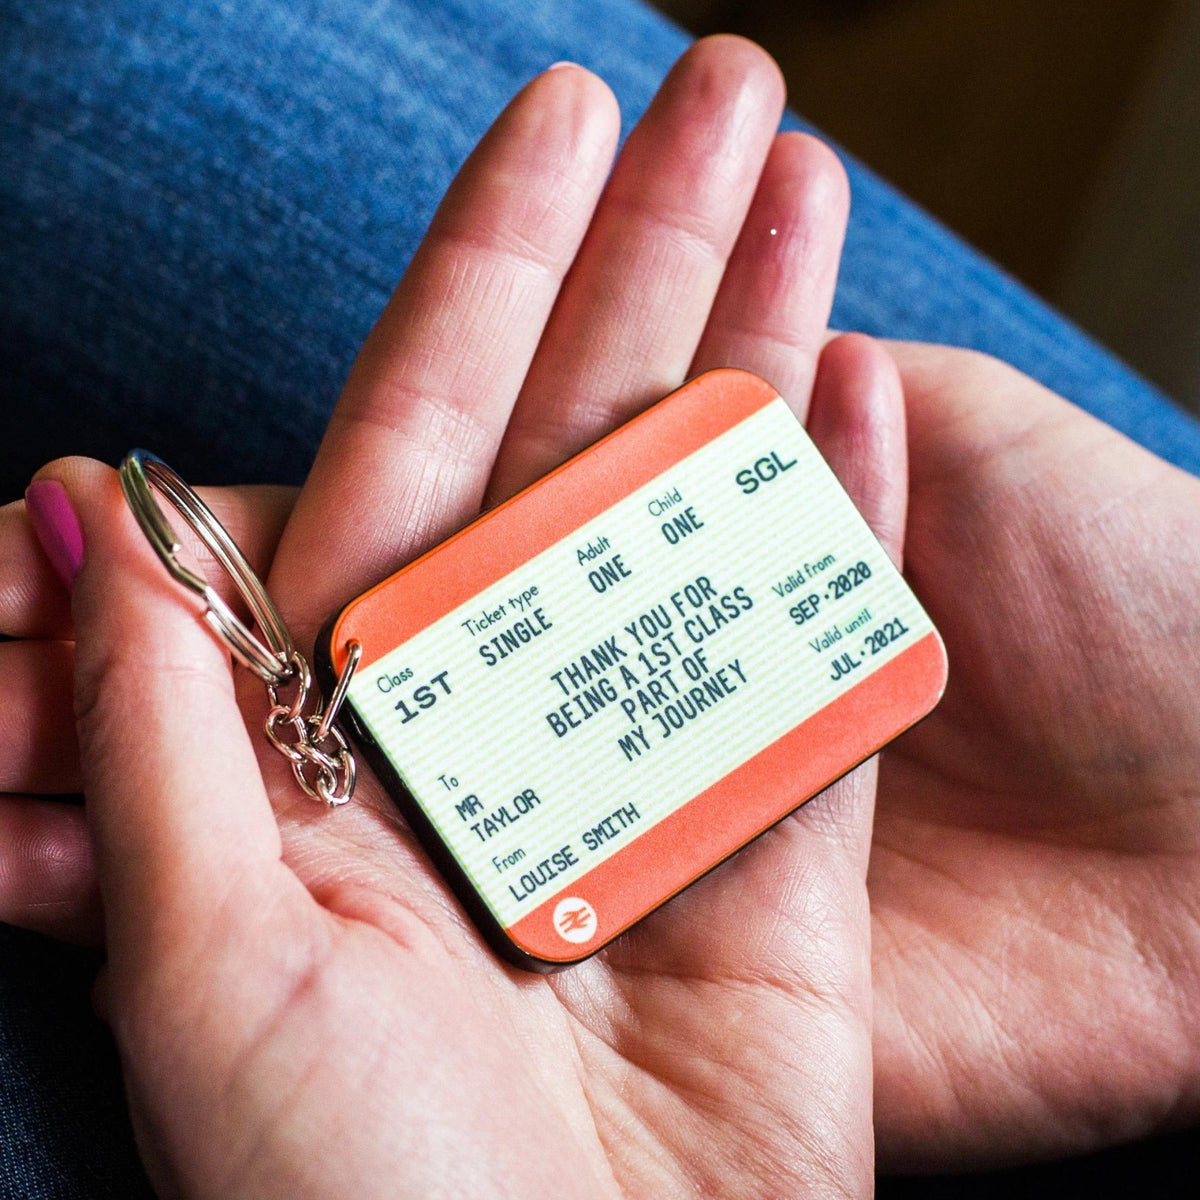 Class
1ST
Ticket type
SINGLE
Adult
ONE
Child
ONE
SGL
THANK YOU FOR
BEING A 1ST CLASS
PART OF
MY JOURNEY
Valid from
SEP·2020
Valid until
JUL·2021
To
MR
TAYLOR
From
LOUISE SMITH